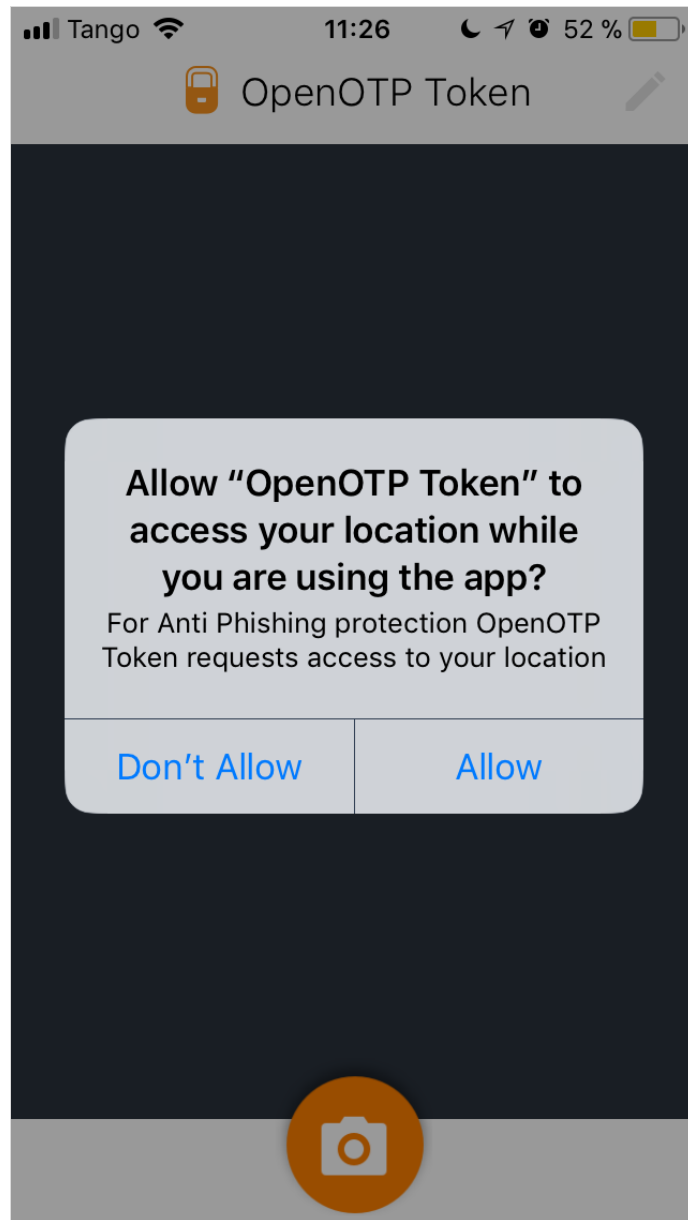 Tango 11:26 52 %
OpenOTP Token
Allow “OpenOTP Token” to
access your location while
you are using the app?
For Anti Phishing protection OpenOTP
Token requests access to your location
Don’t Allow Allow